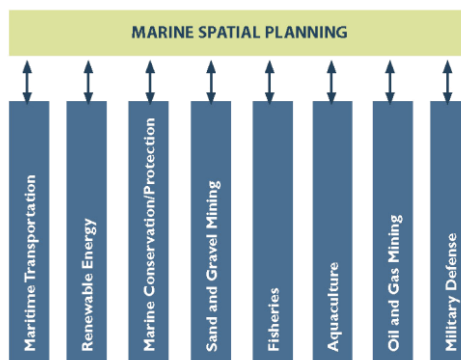 MARINE SPATIAL PLANNING
Maritime Transportation
Renewable Energy
Marine Conservation/Protection
Sand and Gravel Mining
Fisheries
Aquaculture
Oil and Gas Mining
Military Defense